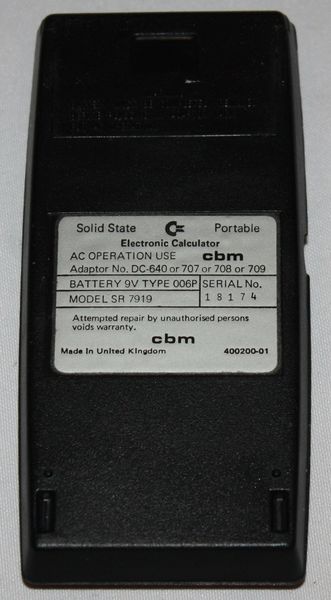 Solid State Portable
Electronic Calculator
AC OPERATION USE cbm
Adaptor No. DC-640 or 707 or 708 or 709
BATTERY 9V TYPE 006P SERIAL No.
MODEL SR 7919 18174
Attempted repair by unauthorised persons
voids warranty.
cbm
Made in United Kingdom 400200-01